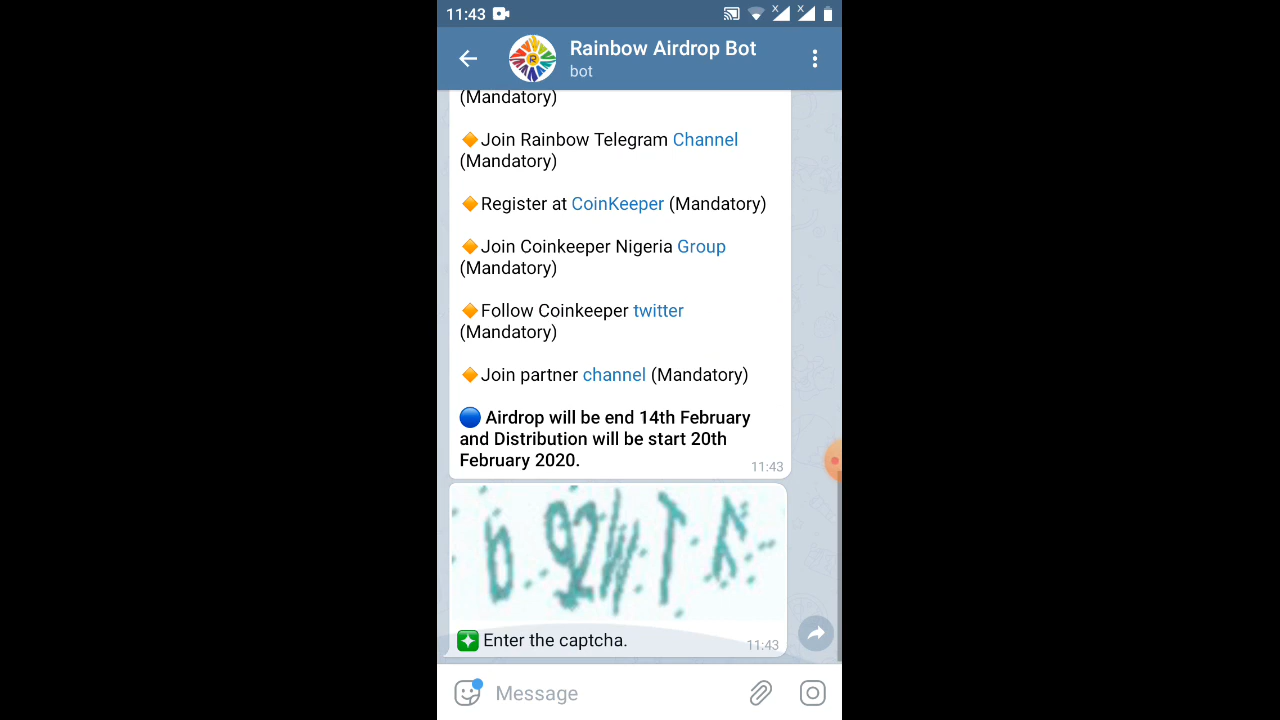 11:43
Rainbow Airdrop Bot
bot
(Mandatory)
🔶Join Rainbow Telegram Channel
(Mandatory)
🔶Register at CoinKeeper (Mandatory)
🔶Join Coinkeeper Nigeria Group
(Mandatory)
🔶Follow Coinkeeper twitter
(Mandatory)
🔶Join partner channel (Mandatory)
🔵 Airdrop will be end 14th February
and Distribution will be start 20th
February 2020.
11:43
Enter the captcha.
11:43
Message